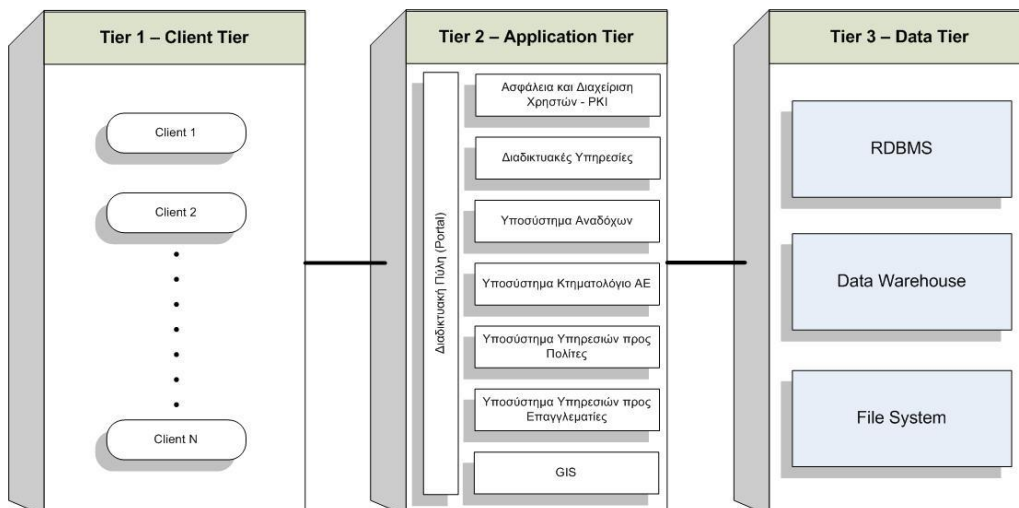 Tier 1 – Client Tier
Client 1
Client 2
Client N
Tier 2 – Application Tier
Διαδικτυακή Πύλη (Portal)
Ασφάλεια και Διαχείριση
Χρηστών - PKI
Διαδικτυακές Υπηρεσίες
Υποσύστημα Αναδόχων
Υποσύστημα Κτηματολόγιο ΑΕ
Υποσύστημα Υπηρεσιών προς
Πολίτες
Υποσύστημα Υπηρεσιών προς
Επαγγλεματίες
GIS
Tier 3 – Data Tier
RDBMS
Data Warehouse
File System